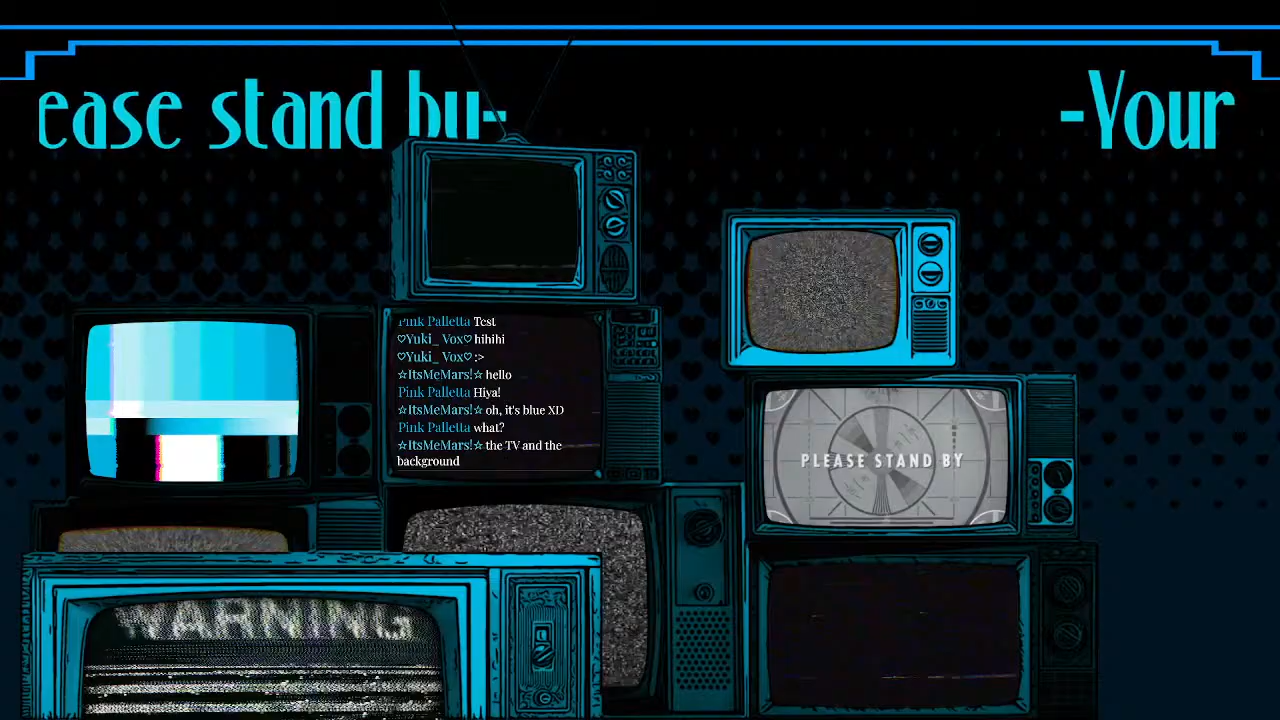 ease stand by-
-Your
Pink Palletta Test
♡Yuki_ Vox♡ hihihi
♡Yuki_ Vox♡ :>
☆ItsMeMars!☆ hello
Pink Palletta Hiya!
☆ItsMeMars!☆ oh, it's blue XD
Pink Palletta what?
☆ItsMeMars!☆ the TV and the
background
PLEASE STAND BY
WARNING